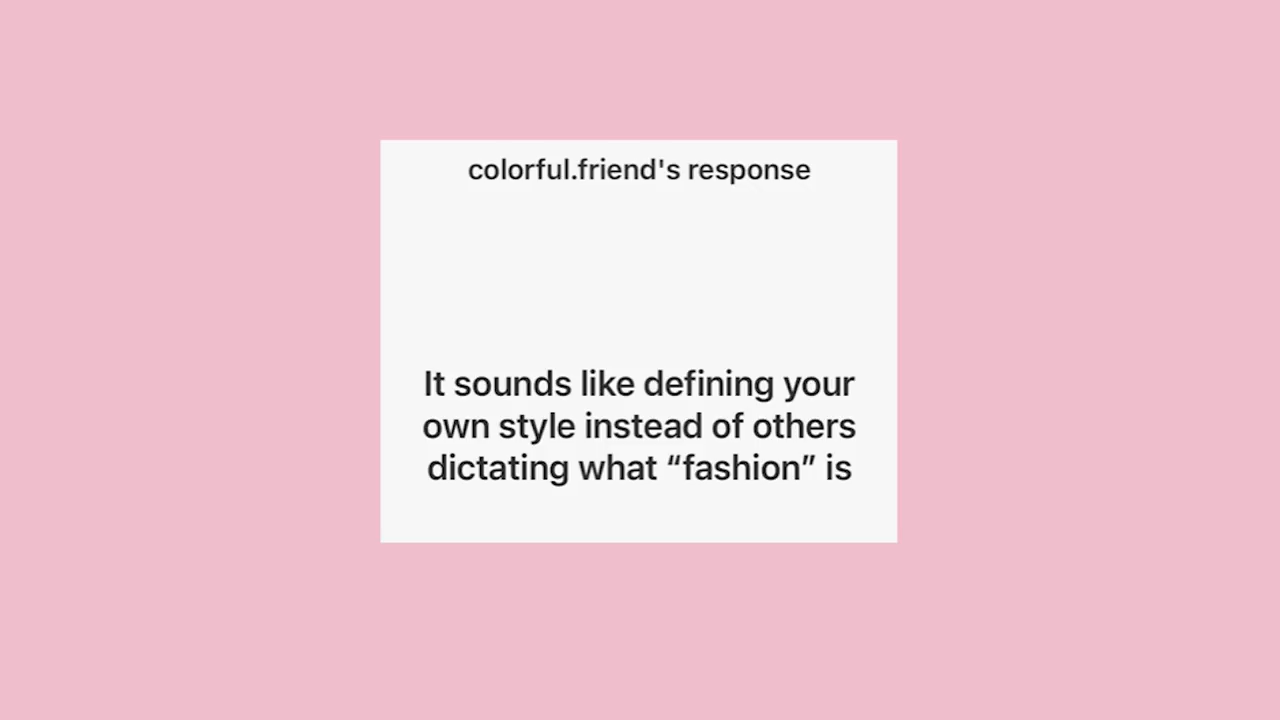 colorful.friend's response
It sounds like defining your
own style instead of others
dictating what “fashion” is